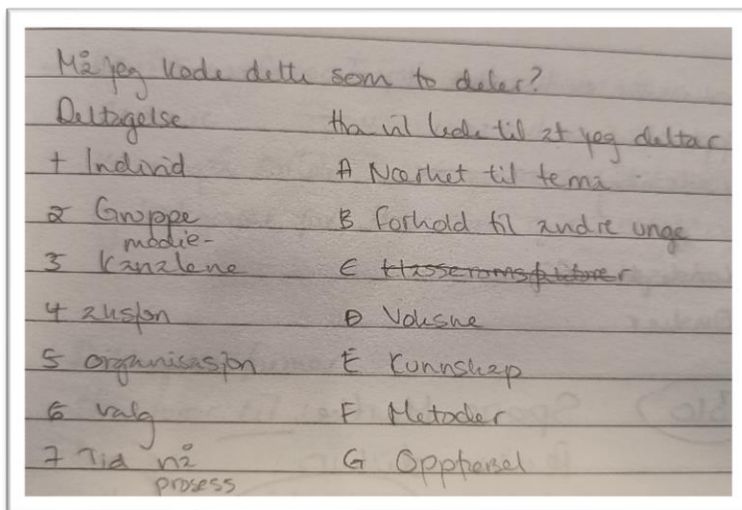 Må jeg kode dette som to deler?
Deltagelse Hva vil lede til at jeg deltar
1 Individ A Nærhet til tema
2 Gruppe B Forhold til andre unge
medie-
3 kanalene C Klasseromsfaktorer
4 aksjon D Voksne
5 organisasjon E Kunnskap
6 valg F Metoder
7 Tid nå G Opphørsel
prosess